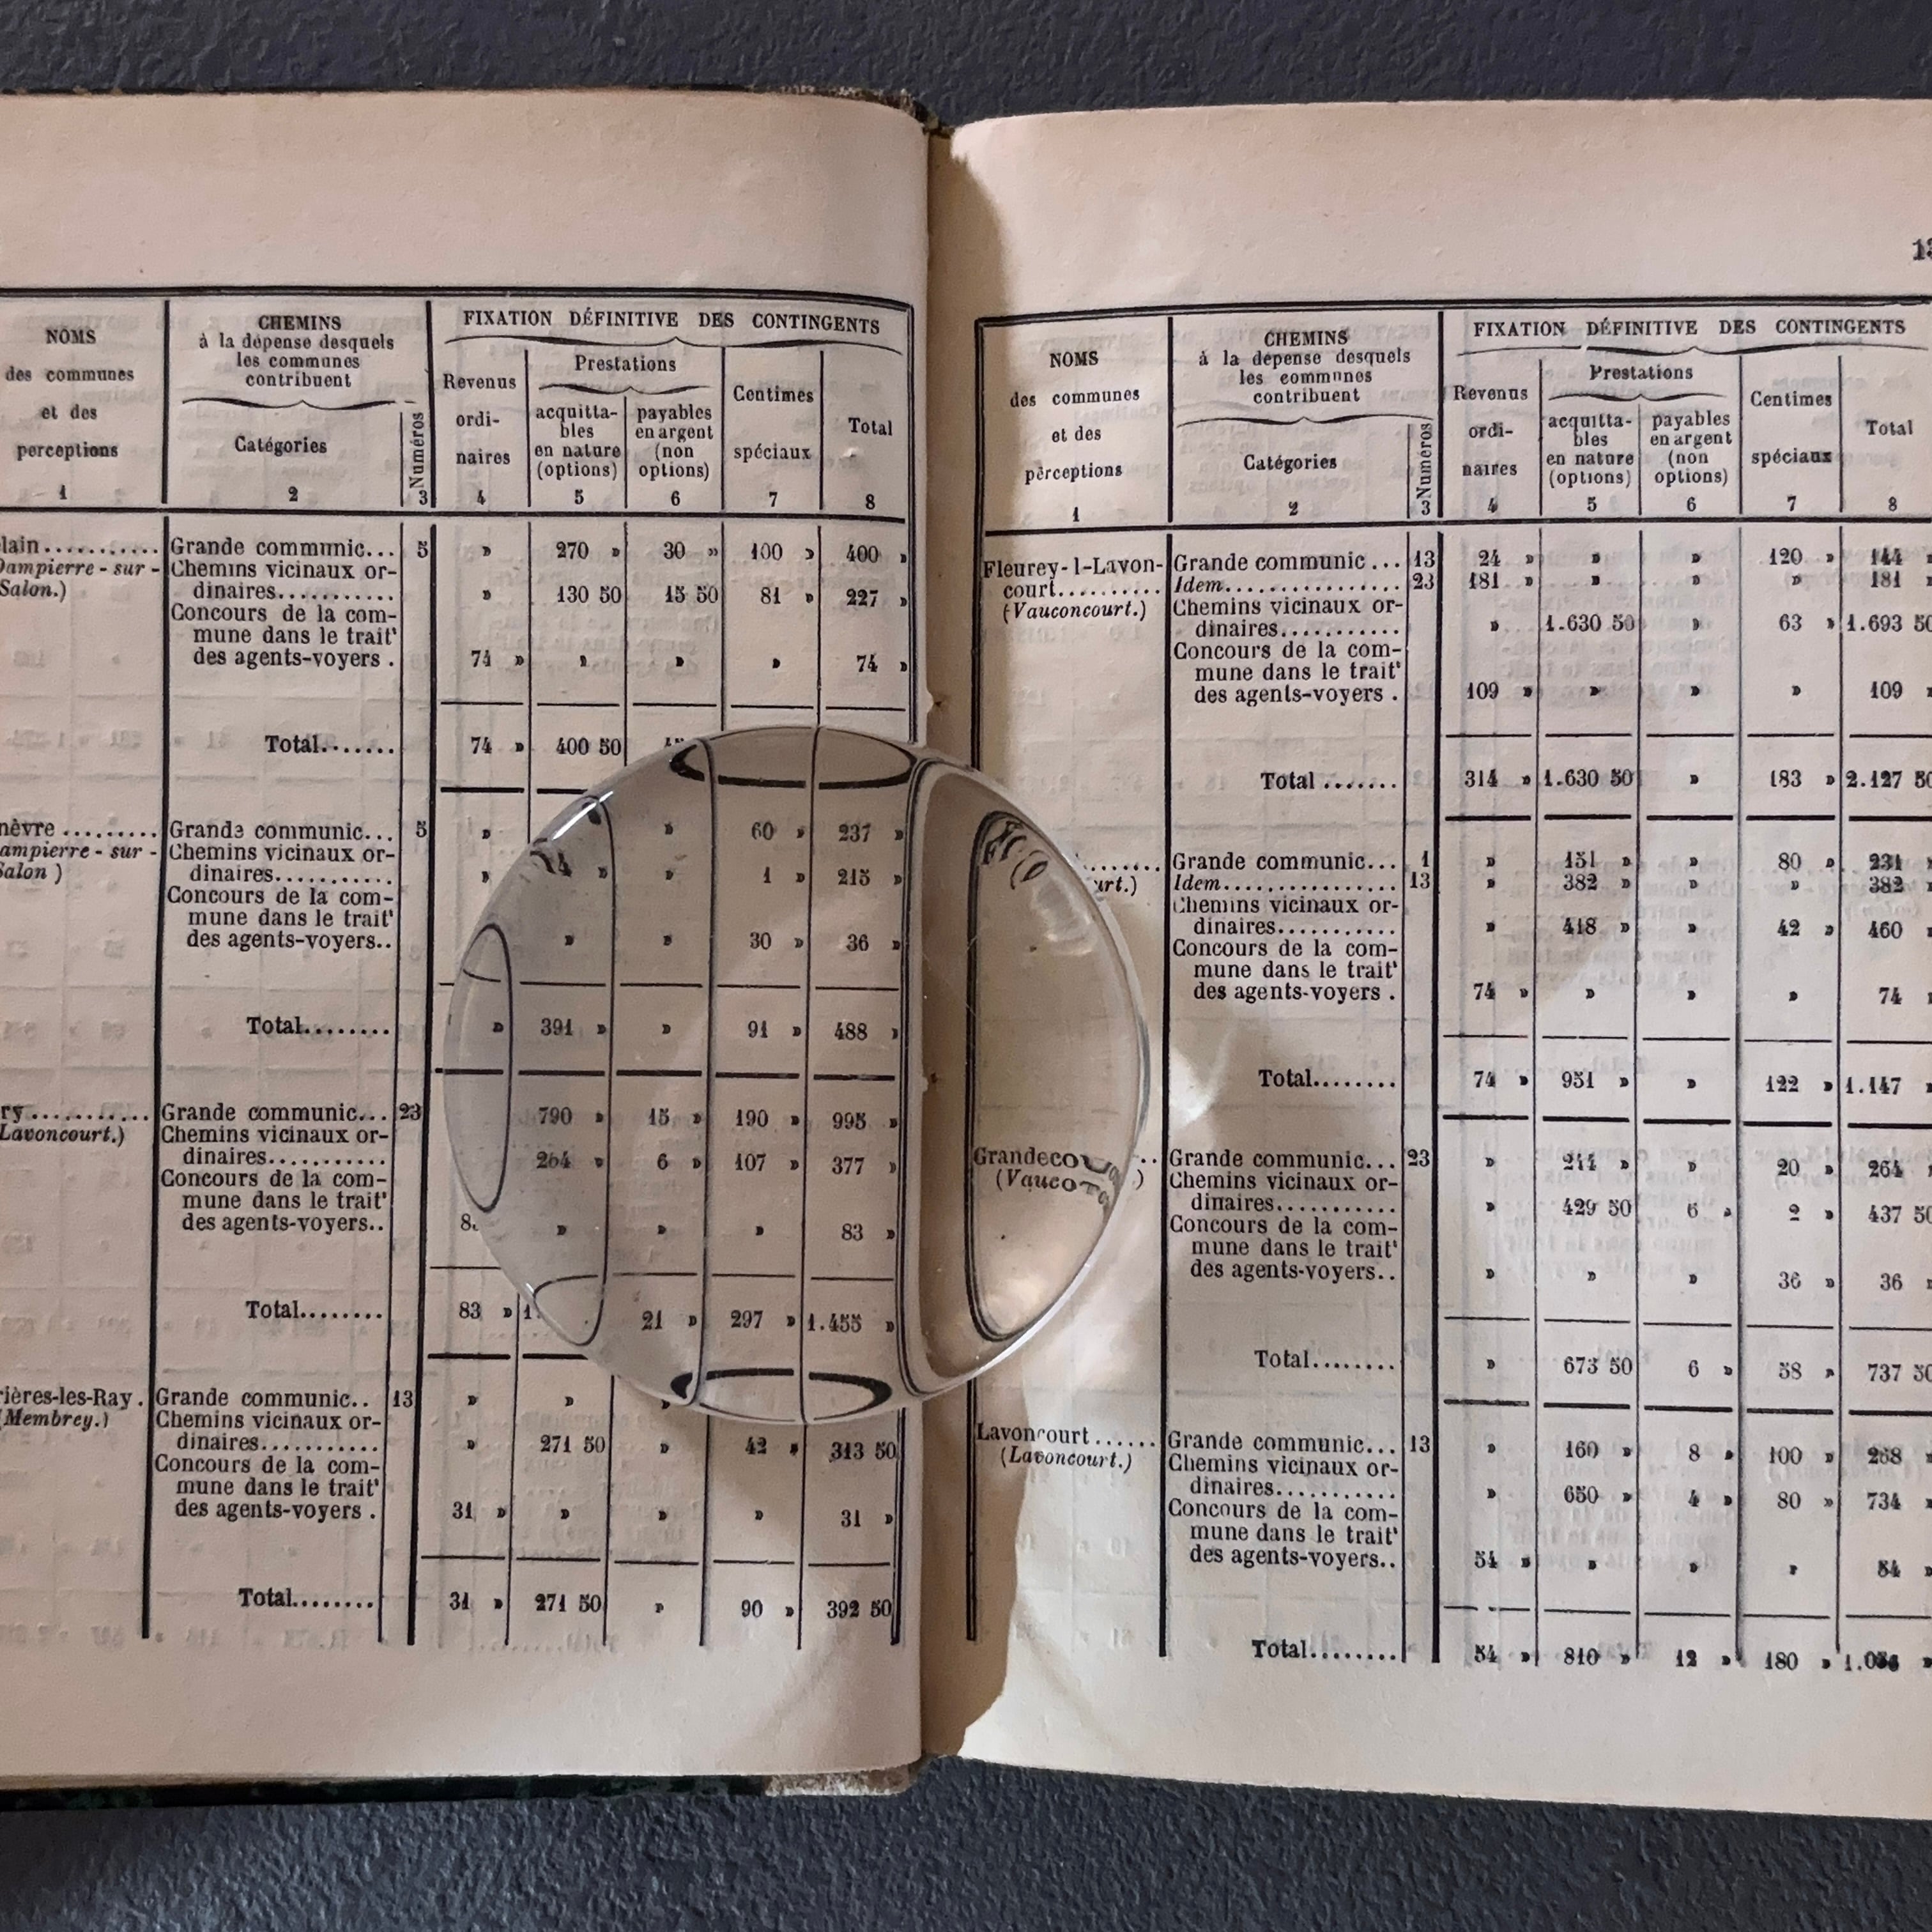 NOMS
des communes
et des
perceptions
1
CHEMINS
à la dépense desquels
les communes
contribuent
Catégories
2
Numéros
3
FIXATION DÉFINITIVE DES CONTINGENTS
Revenus
ordi-
naires
4
Prestations
acquitta-
bles
en nature
(options)
5
payables
en argent
(non
options)
6
Centimes
spéciaux
7
Total
8
Grande communic... 5 » 270 » 30 » 100 » 400 »
Dampierre - sur - Chemins vicinaux or-
Salon.) dinaires........... » 130 50 15 50 81 » 227 »
Concours de la com-
mune dans le trait'
des agents-voyers . 74 » » » » 74 »
Total....... 74 » 400 50
Grande communic... 5 » » 60 » 237 »
Chemins vicinaux or-
Salon ) dinaires........... » » 1 » 215 »
Concours de la com-
mune dans le trait'
des agents-voyers.. » » 30 » 36 »
Total........ » 391 » » 91 » 488 »
Grande communic... 23 790 » 15 » 190 » 995 »
Lavoncourt.) Chemins vicinaux or-
dinaires........... 264 » 6 » 107 » 377 »
Concours de la com-
mune dans le trait'
des agents-voyers.. » » » 83 »
Total........ 83 » 21 » 297 » 1.455 »
rières-les-Ray . Grande communic.. 13 » »
(Membrey.) Chemins vicinaux or-
dinaires........... » 271 50 » 42 » 313 50
Concours de la com-
mune dans le trait'
des agents-voyers . 31 » » » » 31 »
Total........ 31 » 271 50 » 90 » 392 50
NOMS
des communes
et des
perceptions
1
CHEMINS
à la dépense desquels
les communes
contribuent
Catégories
2
Numéros
3
FIXATION DÉFINITIVE DES CONTINGENTS
Revenus
ordi-
naires
4
Prestations
acquitta-
bles
en nature
(options)
5
payables
en argent
(non
options)
6
Centimes
spéciaux
7
Total
8
Fleurey-l-Lavon- Grande communic ... 13 24 » » » 120 » 144 »
court.......... Idem................ 23 181 » » » » 181 »
(Vauconcourt.) Chemins vicinaux or-
dinaires........... » 1.630 50 » 63 » 1.693 50
Concours de la com-
mune dans le trait'
des agents-voyers . 109 » » » » 109 »
Total ....... 314 » 1.630 50 » 183 » 2.127 50
Grande communic... 1 » 151 » » 80 » 231 »
Idem................ 13 » 382 » » » 382 »
Chemins vicinaux or-
dinaires........... » 418 » » 42 » 460 »
Concours de la com-
mune dans le trait'
des agents-voyers . 74 » » » » 74 »
Total........ 74 » 951 » » 122 » 1.147 »
Grande communic... 23 » 244 » » 20 » 264 »
Chemins vicinaux or-
dinaires........... » 429 50 6 » 2 » 437 50
Concours de la com-
mune dans le trait'
des agents-voyers.. » » » 36 » 36 »
Total........ » 673 50 6 » 58 » 737 50
Lavoncourt...... Grande communic... 13 » 160 » 8 » 100 » 268 »
(Lavoncourt.) Chemins vicinaux or-
dinaires........... » 650 » 4 » 80 » 734 »
Concours de la com-
mune dans le trait'
des agents-voyers.. 54 » » » » 54 »
Total........ 54 » 810 » 12 » 180 »